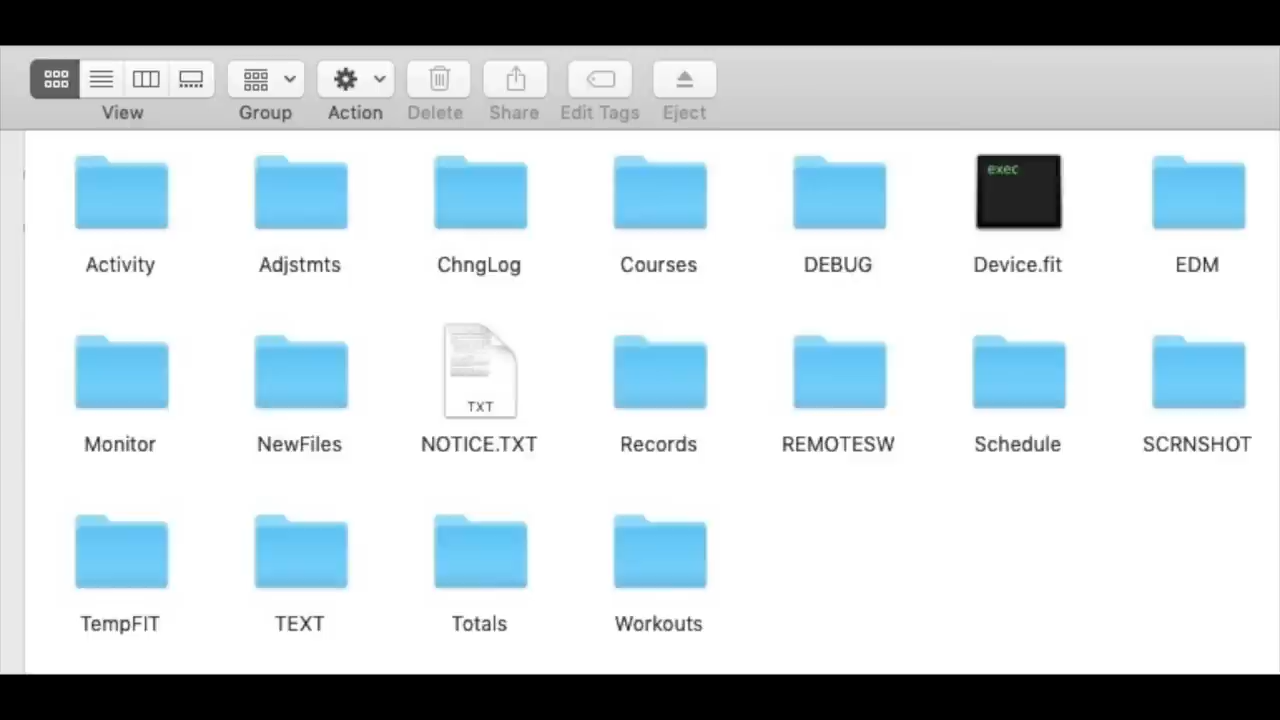 View Group Action Delete Share Edit Tags Eject
exec
Activity Adjstmts ChngLog Courses DEBUG Device.fit EDM
TXT
Monitor NewFiles NOTICE.TXT Records REMOTESW Schedule SCRNSHOT
TempFIT TEXT Totals Workouts